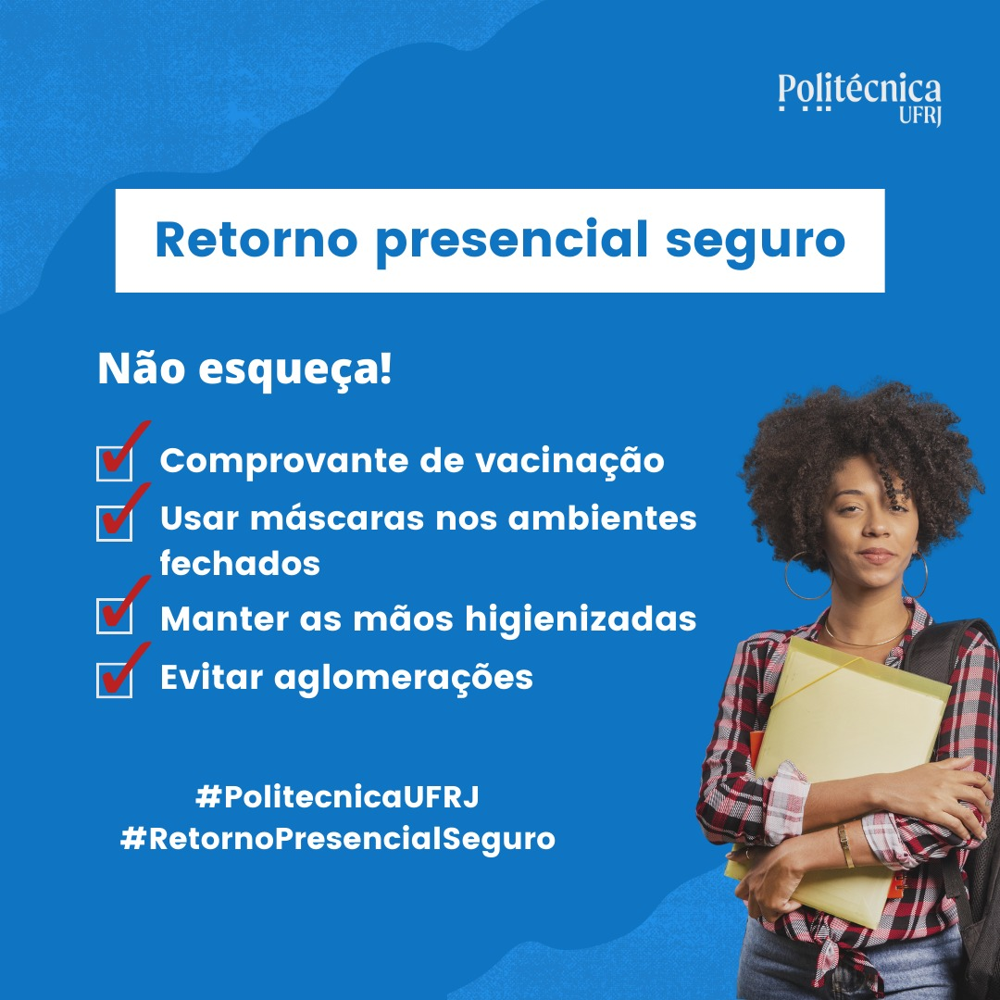 Politécnica
UFRJ
Retorno presencial seguro
Não esqueça!
Comprovante de vacinação
Usar máscaras nos ambientes
fechados
Manter as mãos higienizadas
Evitar aglomerações
#PolitecnicaUFRJ
#RetornoPresencialSeguro